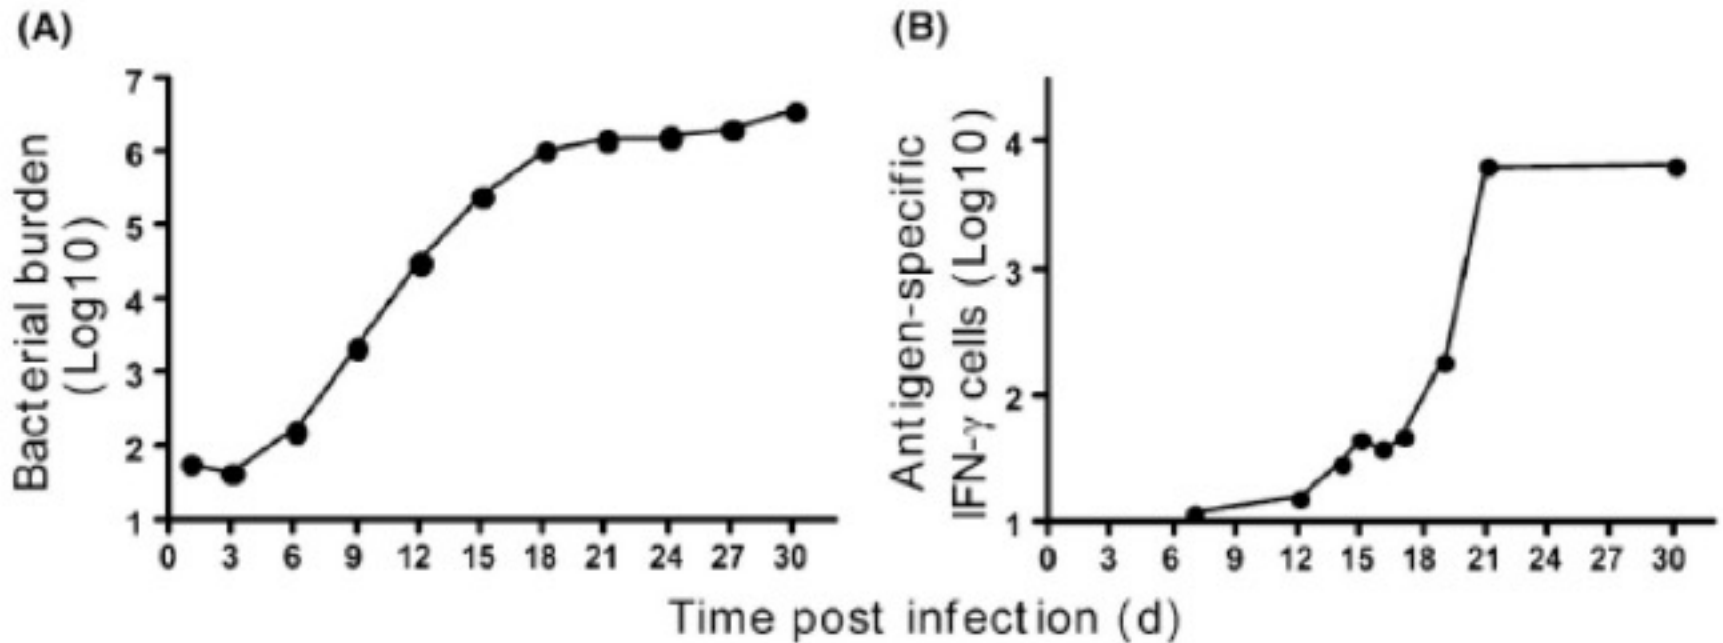 (A)
Bacterial burden
(Log10)
7
6
5
4
3
2
1
0 3 6 9 12 15 18 21 24 27 30
(B)
Antigen-specific
IFN-γ cells (Log10)
4
3
2
1
0 3 6 9 12 15 18 21 24 27 30
Time post infection (d)